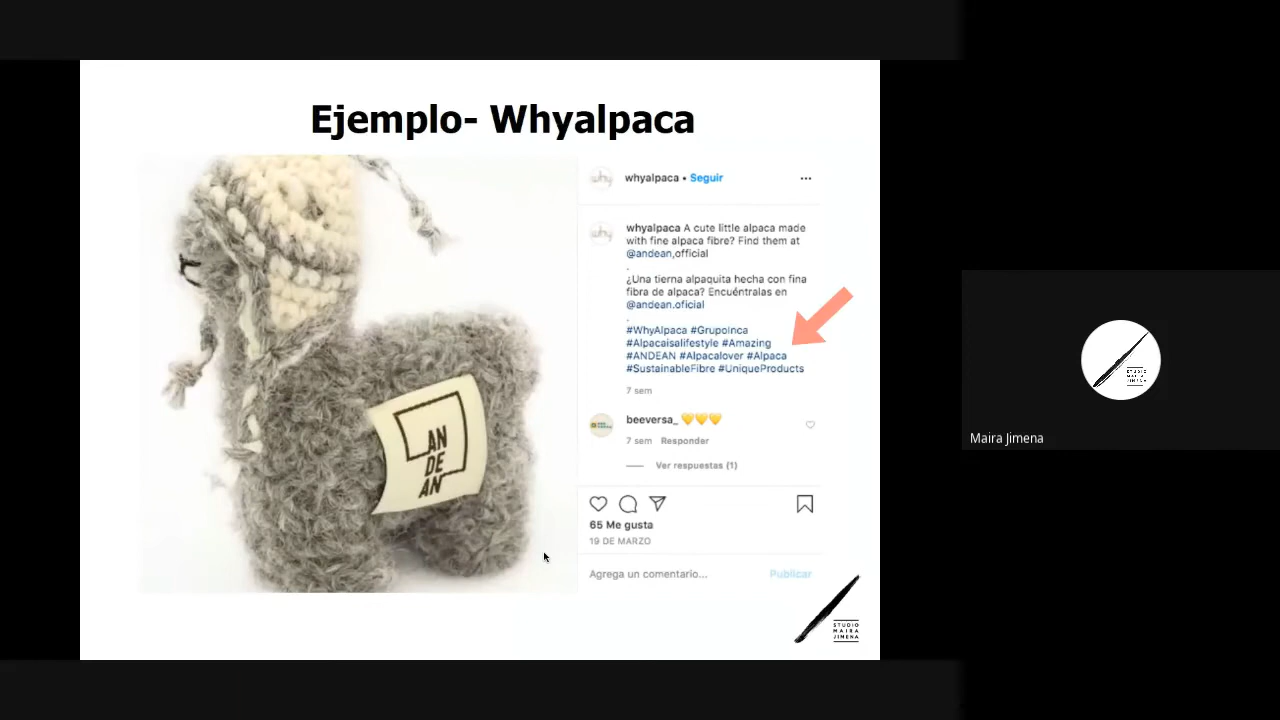 Ejemplo- Whyalpaca
whyalpaca • Seguir
whyalpaca A cute little alpaca made
with fine alpaca fibre? Find them at
@andean,official
.
¿Una tierna alpaquita hecha con fina
fibra de alpaca? Encuéntralas en
@andean.oficial
.
#WhyAlpaca #GrupoInca
#Alpacaisalifestyle #Amazing
#ANDEAN #Alpacalover #Alpaca
#SustainableFibre #UniqueProducts
7 sem
beeversa_ 💛💛💛
7 sem Responder
Ver respuestas (1)
65 Me gusta
19 DE MARZO
Agrega un comentario... Publicar
AN
DE
AN
STUDIO
MAIRA
JIMENA
STUDIO
MAIRA
JIMENA
Maira Jimena